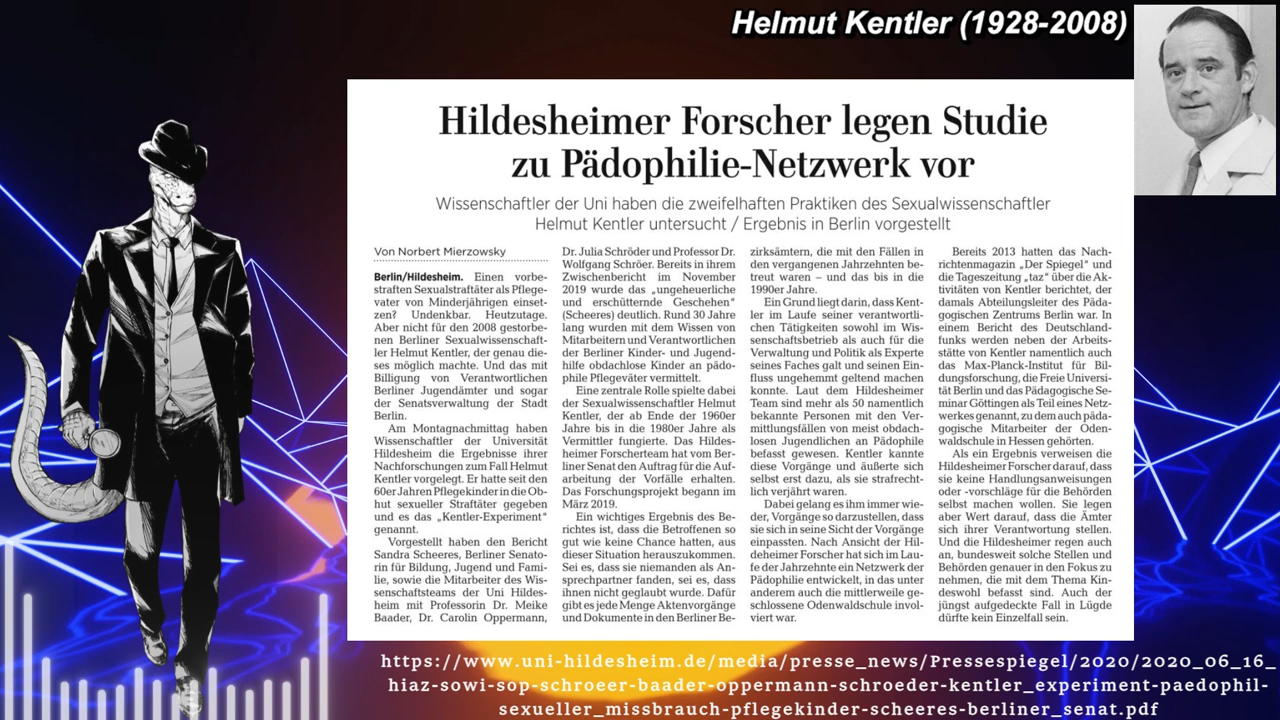 Helmut Kentler (1928-2008)
Hildesheimer Forscher legen Studie
zu Pädophilie-Netzwerk vor
Wissenschaftler der Uni haben die zweifelhaften Praktiken des Sexualwissenschaftler
Helmut Kentler untersucht / Ergebnis in Berlin vorgestellt
Von Norbert Mierzowsky
Berlin/Hildesheim. Einen vorbe-
straften Sexualstraftäter als Pflege-
vater von Minderjährigen einset-
zen? Undenkbar. Heutzutage.
Aber nicht für den 2008 gestorbe-
nen Berliner Sexualwissenschaft-
ler Helmut Kentler, der genau die-
ses möglich machte. Und das mit
Billigung von Verantwortlichen
Berliner Jugendämter und sogar
der Senatsverwaltung der Stadt
Berlin.
Am Montagnachmittag haben
Wissenschaftler der Universität
Hildesheim die Ergebnisse ihrer
Nachforschungen zum Fall Helmut
Kentler vorgelegt. Er hatte seit den
60er Jahren Pflegekinder in die Ob-
hut sexueller Straftäter gegeben
und es das „Kentler-Experiment"
genannt.
Vorgestellt haben den Bericht
Sandra Scheeres, Berliner Senato-
rin für Bildung, Jugend und Fami-
lie, sowie die Mitarbeiter des Wis-
senschaftsteams der Uni Hildes-
heim mit Professorin Dr. Meike
Baader, Dr. Carolin Oppermann,
Dr. Julia Schröder und Professor Dr.
Wolfgang Schröer. Bereits in ihrem
Zwischenbericht im November
2019 wurde das „ungeheuerliche
und erschütternde Geschehen"
(Scheeres) deutlich. Rund 30 Jahre
lang wurden mit dem Wissen von
Mitarbeitern und Verantwortlichen
der Berliner Kinder- und Jugend-
hilfe obdachlose Kinder an pädo-
phile Pflegeväter vermittelt.
Eine zentrale Rolle spielte dabei
der Sexualwissenschaftler Helmut
Kentler, der ab Ende der 1960er
Jahre bis in die 1980er Jahre als
Vermittler fungierte. Das Hildes-
heimer Forscherteam hat vom Ber-
liner Senat den Auftrag für die Auf-
arbeitung der Vorfälle erhalten.
Das Forschungsprojekt begann im
März 2019.
Ein wichtiges Ergebnis des Be-
richtes ist, dass die Betroffenen so
gut wie keine Chance hatten, aus
dieser Situation herauszukommen.
Sei es, dass sie niemanden als An-
sprechpartner fanden, sei es, dass
ihnen nicht geglaubt wurde. Dafür
gibt es jede Menge Aktenvorgänge
und Dokumente in den Berliner Be-
zirksämtern, die mit den Fällen in
den vergangenen Jahrzehnten be-
treut waren – und das bis in die
1990er Jahre.
Ein Grund liegt darin, dass Kent-
ler im Laufe seiner verantwortli-
chen Tätigkeiten sowohl im Wis-
senschaftsbetrieb als auch für die
Verwaltung und Politik als Experte
seines Faches galt und seinen Ein-
fluss ungehemmt geltend machen
konnte. Laut dem Hildesheimer
Team sind mehr als 50 namentlich
bekannte Personen mit den Ver-
mittlungsfällen von meist obdach-
losen Jugendlichen an Pädophile
befasst gewesen. Kentler kannte
diese Vorgänge und äußerte sich
selbst erst dazu, als sie strafrecht-
lich verjährt waren.
Dabei gelang es ihm immer wie-
der, Vorgänge so darzustellen, dass
sie sich in seine Sicht der Vorgänge
einpassten. Nach Ansicht der Hil-
deheimer Forscher hat sich im Lau-
fe der Jahrzehnte ein Netzwerk der
Pädophilie entwickelt, in das unter
anderem auch die mittlerweile ge-
schlossene Odenwaldschule invol-
viert war.
Bereits 2013 hatten das Nach-
richtenmagazin „Der Spiegel" und
die Tageszeitung „taz" über die Ak-
tivitäten von Kentler berichtet, der
damals Abteilungsleiter des Päda-
gogischen Zentrums Berlin war. In
einem Bericht des Deutschland-
funks werden neben der Arbeits-
stätte von Kentler namentlich auch
das Max-Planck-Institut für Bil-
dungsforschung, die Freie Universi-
tät Berlin und das Pädagogische Se-
minar Göttingen als Teil eines Netz-
werkes genannt, zu dem auch päda-
gogische Mitarbeiter der Oden-
waldschule in Hessen gehörten.
Als ein Ergebnis verweisen die
Hildesheimer Forscher darauf, dass
sie keine Handlungsanweisungen
oder -vorschläge für die Behörden
selbst machen wollen. Sie legen
aber Wert darauf, dass die Ämter
sich ihrer Verantwortung stellen.
Und die Hildesheimer regen auch
an, bundesweit solche Stellen und
Behörden genauer in den Fokus zu
nehmen, die mit dem Thema Kin-
deswohl befasst sind. Auch der
jüngst aufgedeckte Fall in Lügde
dürfte kein Einzelfall sein.
https://www.uni-hildesheim.de/media/presse_news/Pressespiegel/2020/2020_06_16_
hiaz-sowi-sop-schroeer-baader-oppermann-schroeder-kentler_experiment-paedophil-
sexueller_missbrauch-pflegekinder-scheeres-berliner_senat.pdf